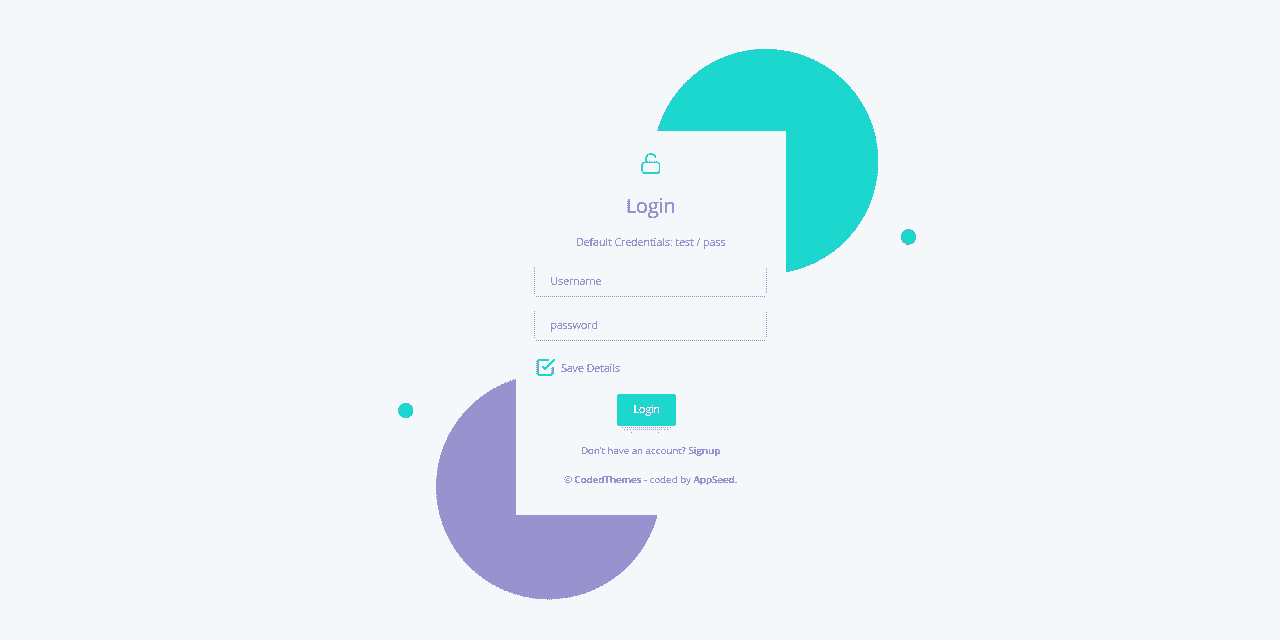 Login
Default Credentials: test / pass
Username
password
Save Details
Login
Don't have an account? Signup
© CodedThemes - coded by AppSeed.